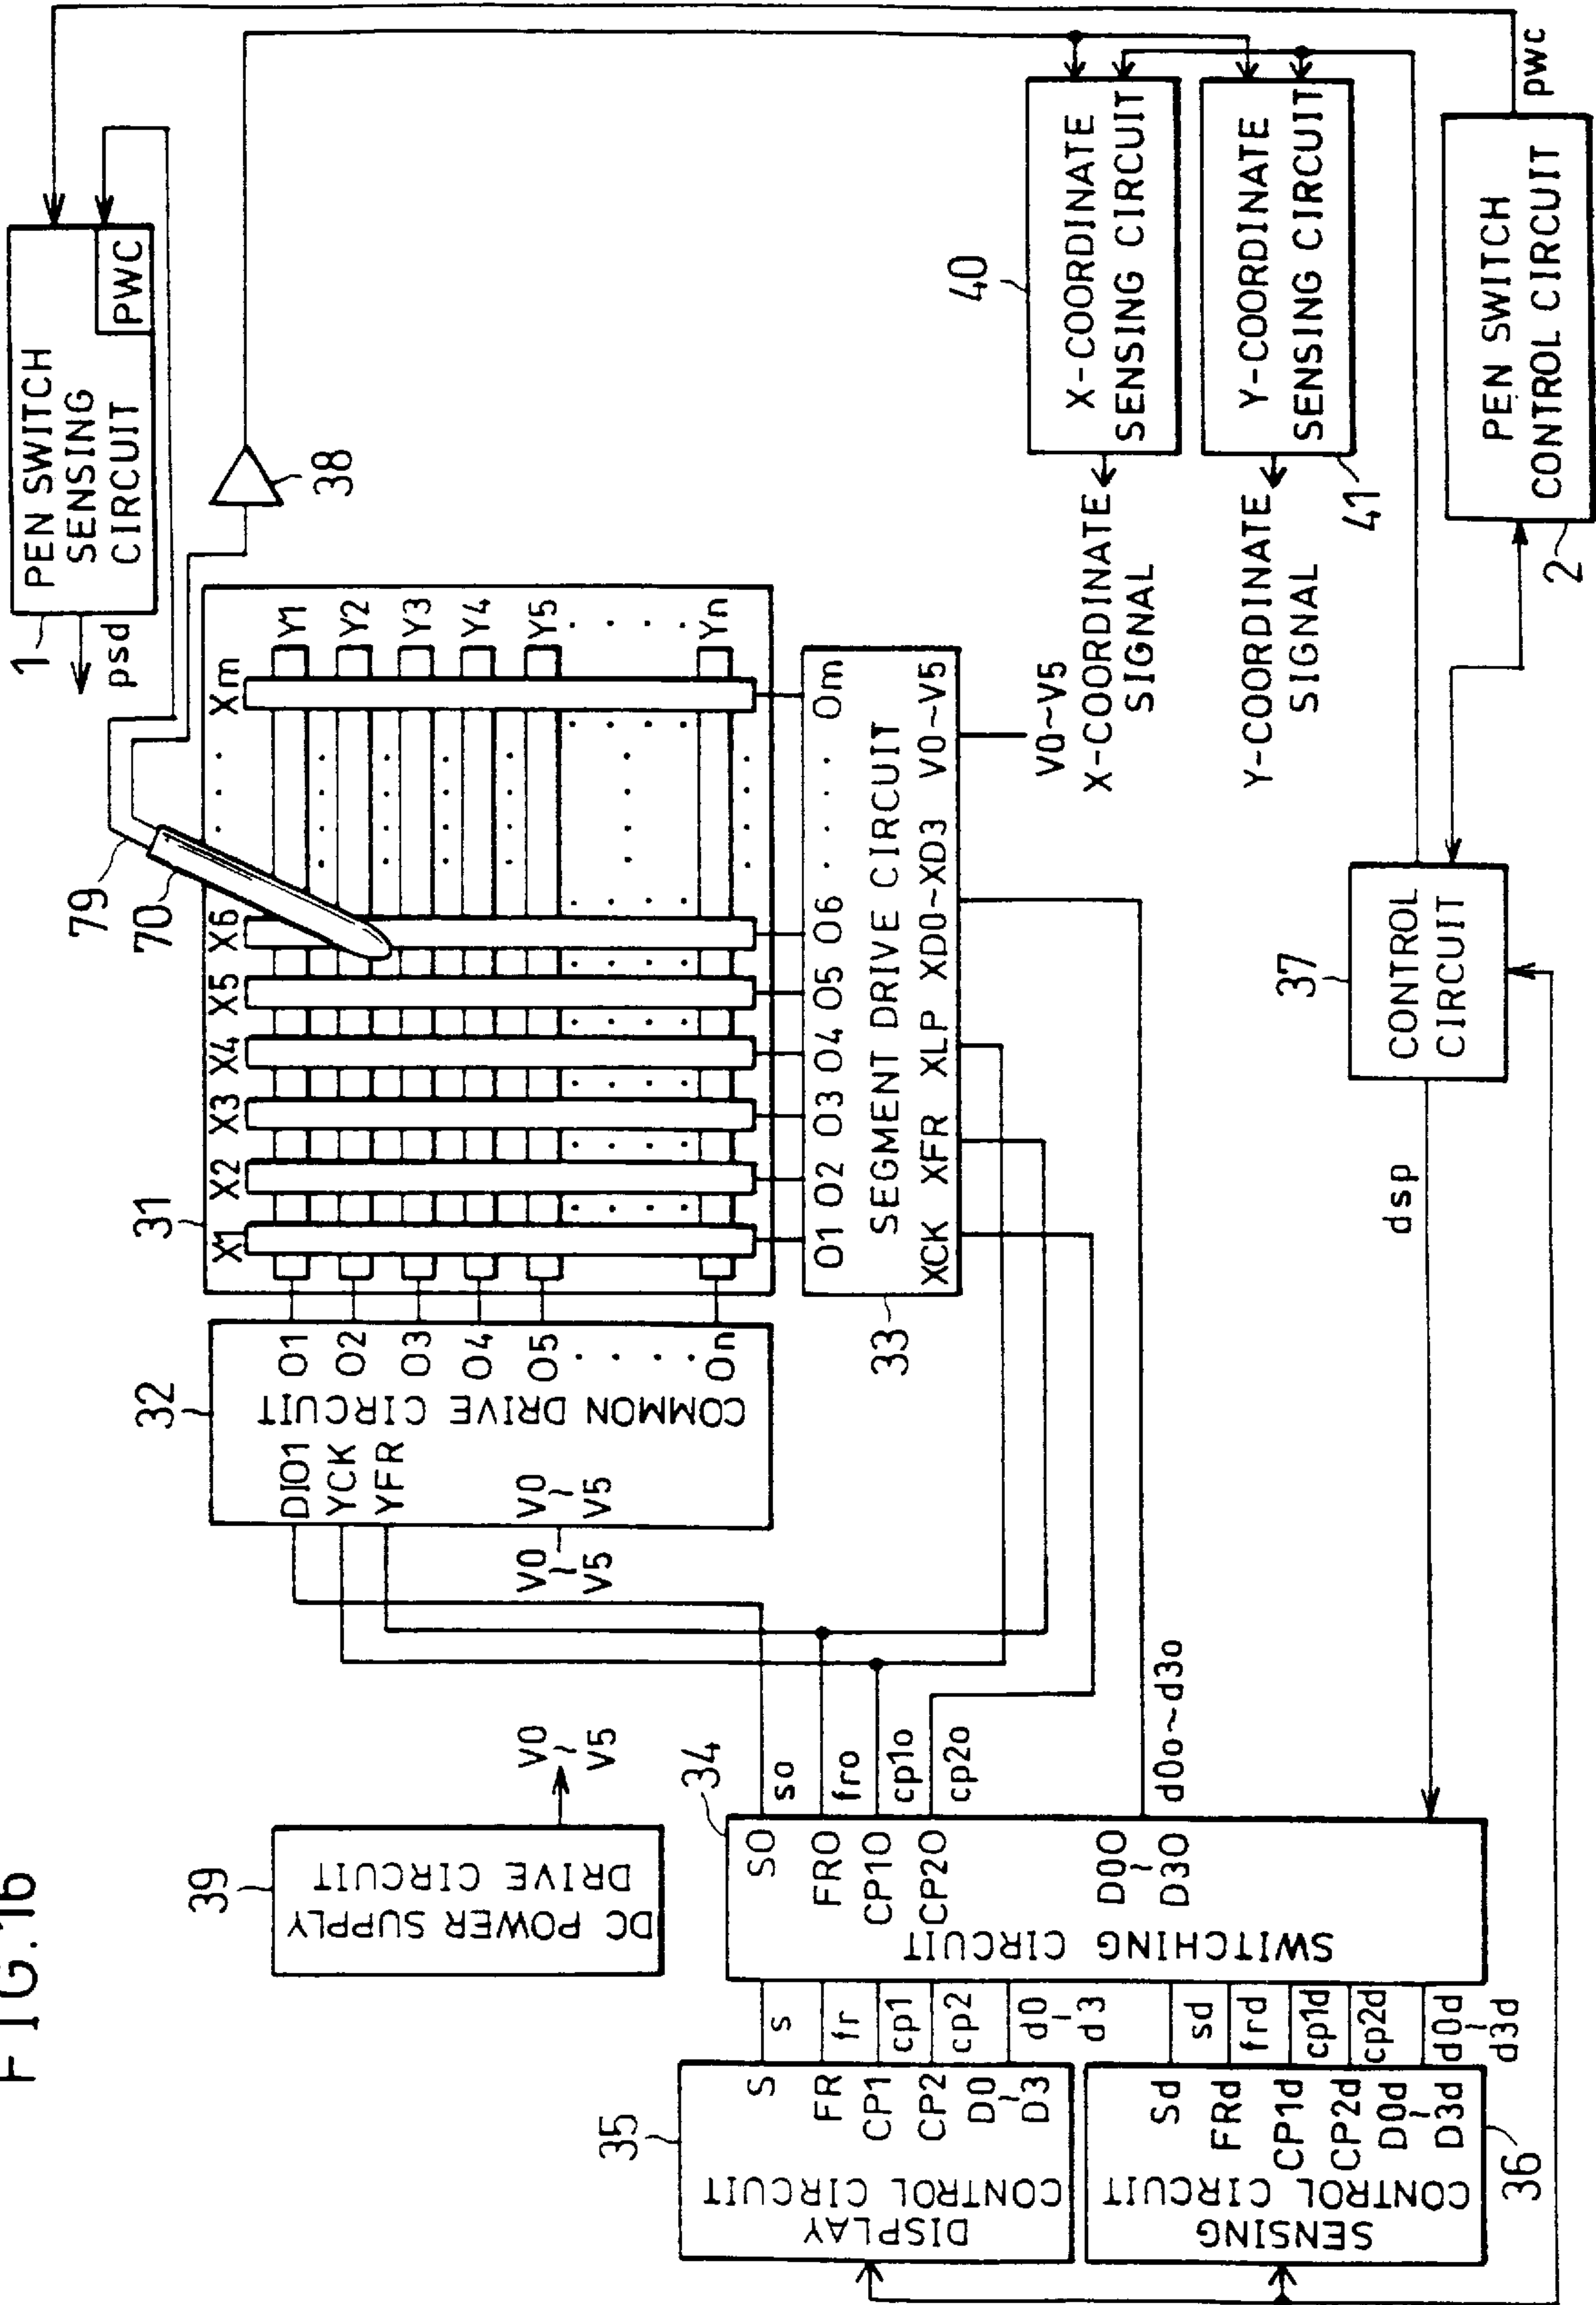 FIG. 1b
39
DC POWER SUPPLY
DRIVE CIRCUIT
V0
~
V5
32
COMMON DRIVE CIRCUIT
DIO1
YCK
YFR
V0
~
V5
V0
~
V5
O1
O2
O3
O4
O5
. . . .
On
31
X1 X2 X3 X4 X5 X6 . . . Xm
Y1
Y2
Y3
Y4
Y5
. . . .
Yn
70
79
1
PEN SWITCH
SENSING
CIRCUIT
PWC
psd
38
33
O1 O2 O3 O4 O5 O6 . . . Om
SEGMENT DRIVE CIRCUIT
XCK XFR XLP XD0~XD3 V0~V5
V0~V5
35
DISPLAY
CONTROL CIRCUIT
S
FR
CP1
CP2
D0
~
D3
s
fr
cp1
cp2
d0
~
d3
36
SENSING
CONTROL CIRCUIT
Sd
FRd
CP1d
CP2d
D0d
~
D3d
sd
frd
cp1d
cp2d
d0d
~
d3d
34
SWITCHING CIRCUIT
SO
FRO
CP1O
CP2O
D0O
~
D3O
so
fro
cp1o
cp2o
d0o~d3o
dsp
37
CONTROL
CIRCUIT
40
X-COORDINATE
SENSING CIRCUIT
X-COORDINATE
SIGNAL
41
Y-COORDINATE
SENSING CIRCUIT
Y-COORDINATE
SIGNAL
2
PEN SWITCH
CONTROL CIRCUIT
pwc